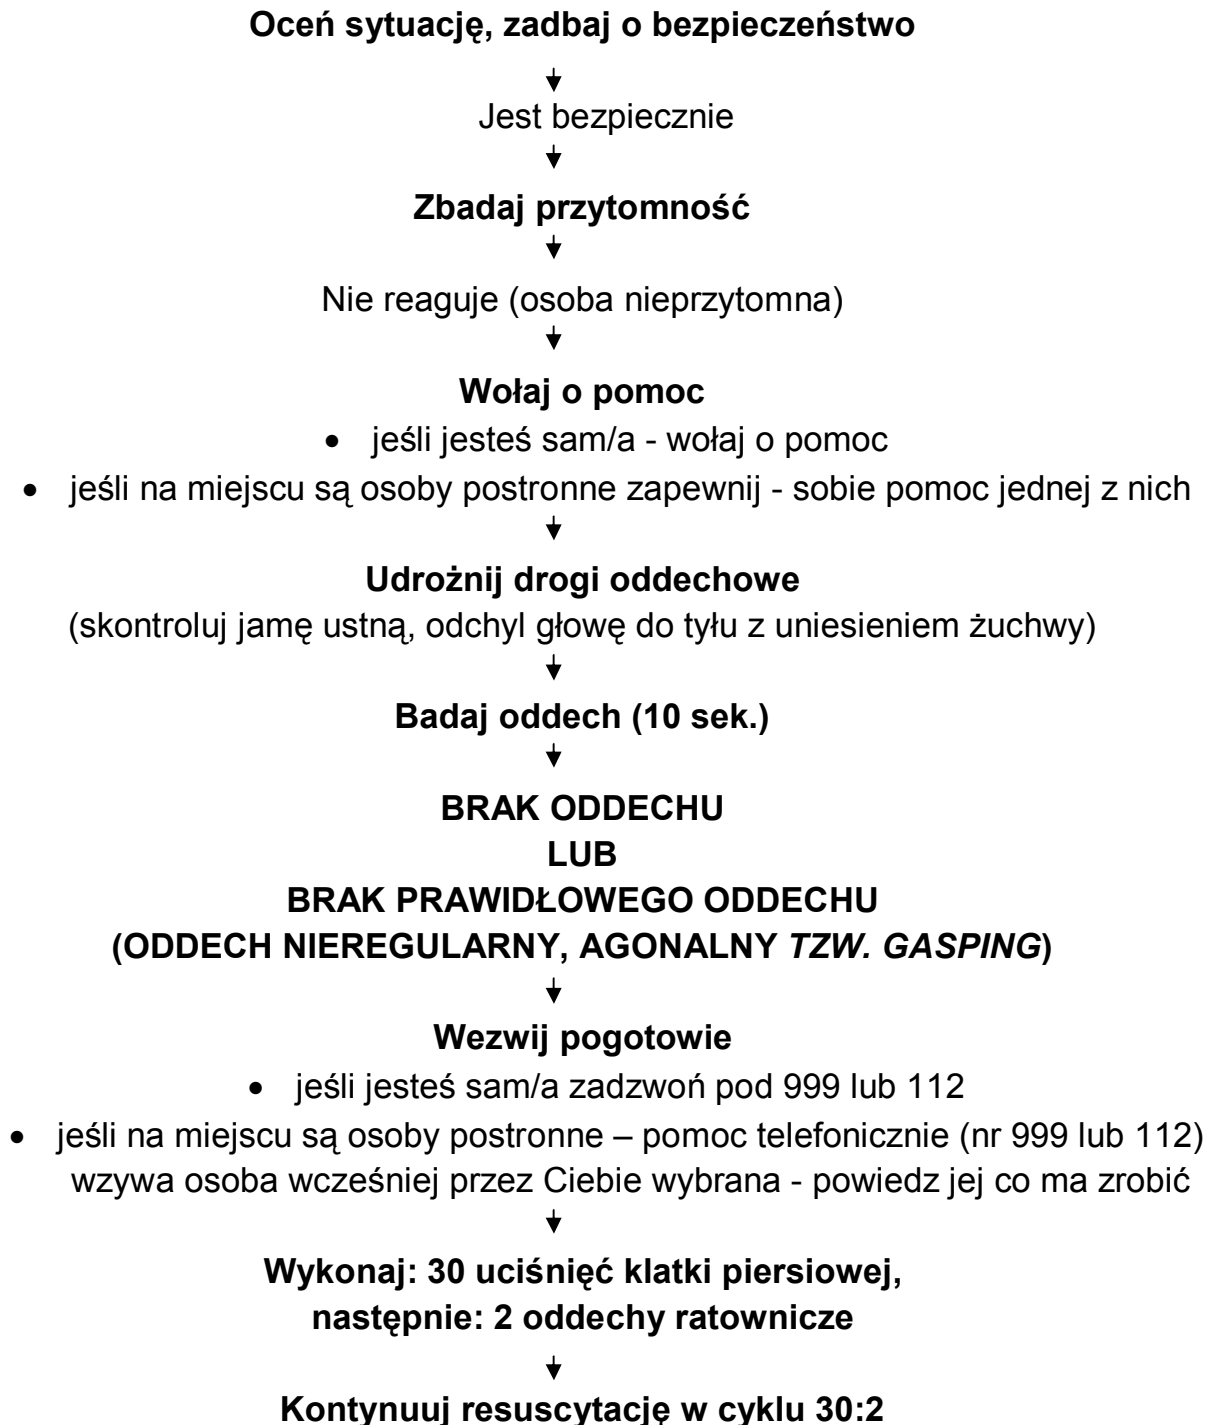 Oceń sytuację, zadbaj o bezpieczeństwo
Jest bezpiecznie
Zbadaj przytomność
Nie reaguje (osoba nieprzytomna)
Wołaj o pomoc
• jeśli jesteś sam/a - wołaj o pomoc
• jeśli na miejscu są osoby postronne zapewnij - sobie pomoc jednej z nich
Udrożnij drogi oddechowe
(skontroluj jamę ustną, odchyl głowę do tyłu z uniesieniem żuchwy)
Badaj oddech (10 sek.)
BRAK ODDECHU
LUB
BRAK PRAWIDŁOWEGO ODDECHU
(ODDECH NIEREGULARNY, AGONALNY TZW. GASPING)
Wezwij pogotowie
• jeśli jesteś sam/a zadzwoń pod 999 lub 112
• jeśli na miejscu są osoby postronne – pomoc telefonicznie (nr 999 lub 112)
wzywa osoba wcześniej przez Ciebie wybrana - powiedz jej co ma zrobić
Wykonaj: 30 uciśnięć klatki piersiowej,
następnie: 2 oddechy ratownicze
Kontynuuj resuscytację w cyklu 30:2